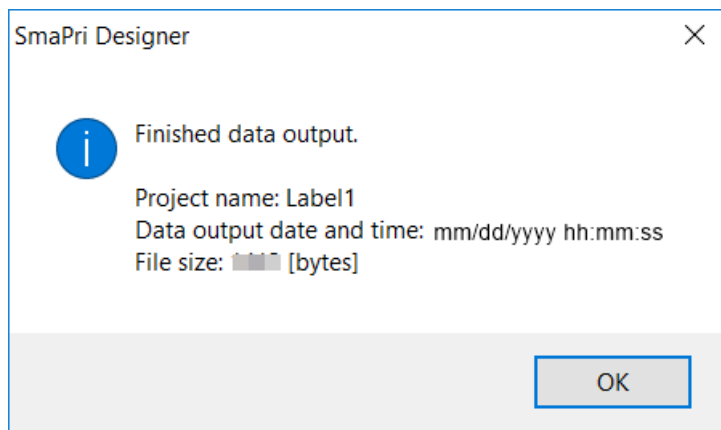 SmaPri Designer
Finished data output.
Project name: Label1
Data output date and time: mm/dd/yyyy hh:mm:ss
File size: [bytes]
OK